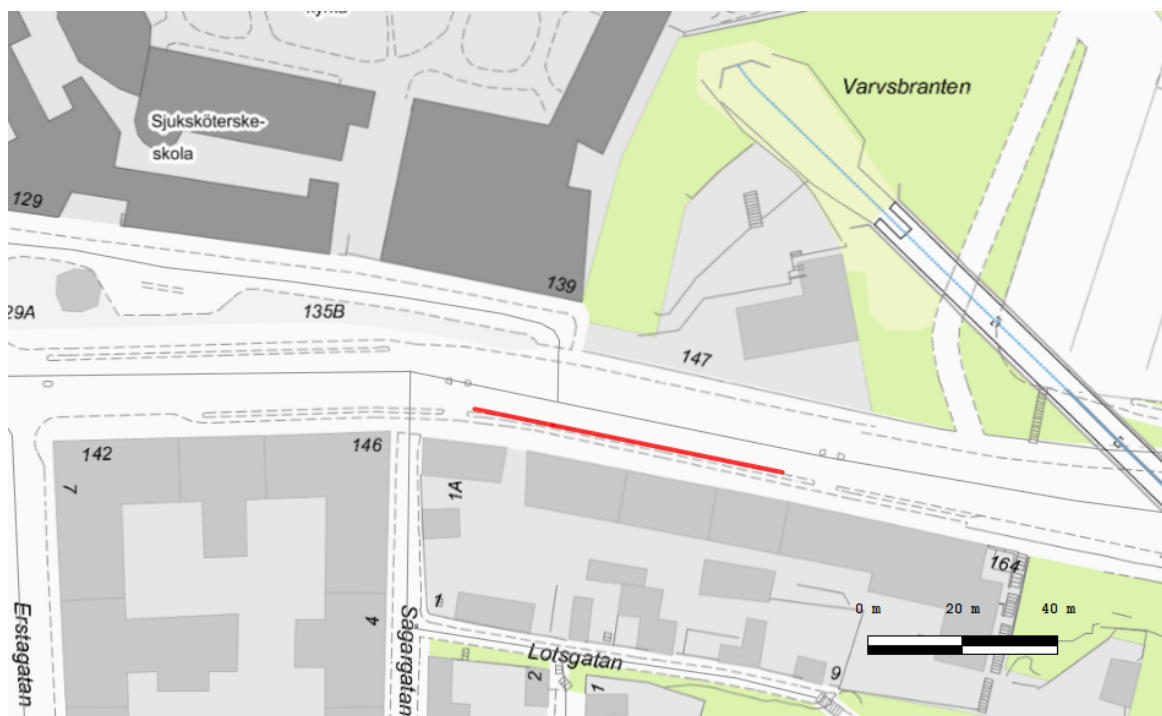 kyrka
Varvsbranten
Sjuksköterske-
skola
129
139
29A
135B
147
142
146
7
1A
164
1
4
0 m 20 m 40 m
Erstagatan
Sågargatan
Lotsgatan
2
1
9